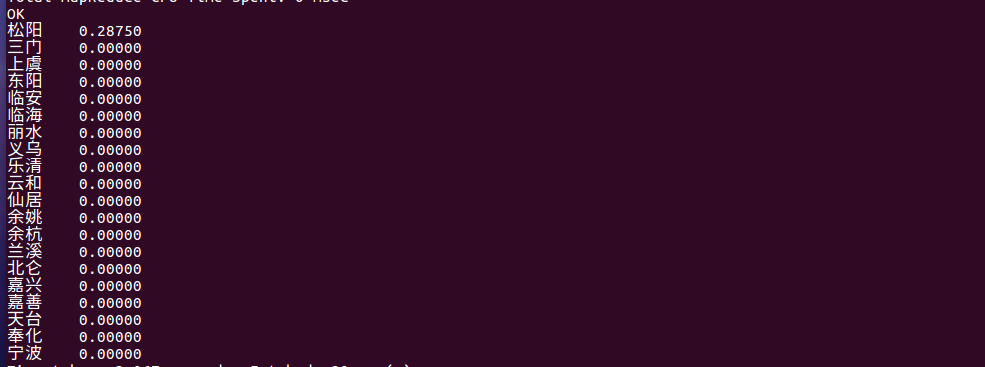 Total MapReduce CPU Time Spent: 0 msec
OK
松阳 0.28750
三门 0.00000
上虞 0.00000
东阳 0.00000
临安 0.00000
临海 0.00000
丽水 0.00000
义乌 0.00000
乐清 0.00000
云和 0.00000
仙居 0.00000
余姚 0.00000
余杭 0.00000
兰溪 0.00000
北仑 0.00000
嘉兴 0.00000
嘉善 0.00000
天台 0.00000
奉化 0.00000
宁波 0.00000